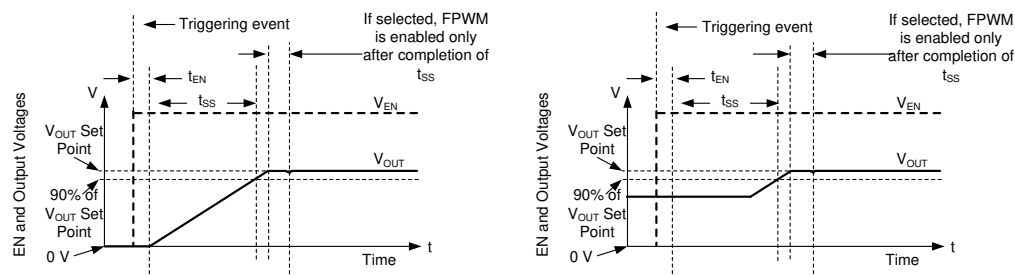 Triggering event
If selected, FPWM
is enabled only
after completion of
tSS
tEN
V
tSS
VEN
VOUT Set
Point
VOUT
90% of
VOUT Set
Point
0 V
t
Time
EN and Output Voltages
Triggering event
If selected, FPWM
is enabled only
after completion of
tSS
tEN
V
tSS
VEN
VOUT Set
Point
VOUT
90% of
VOUT Set
Point
0 V
t
Time
EN and Output Voltages